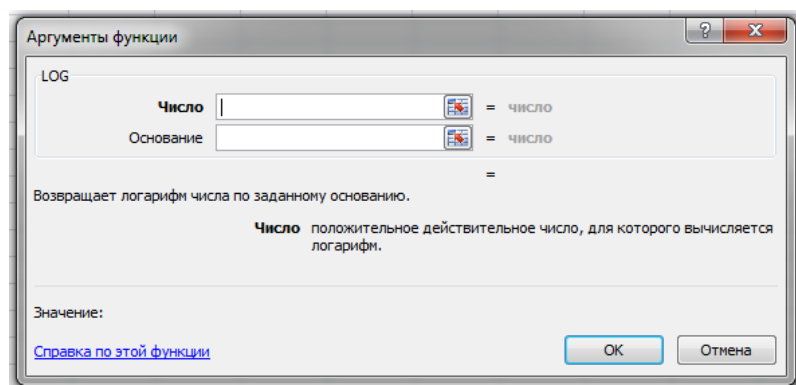 Аргументы функции
?
LOG
Число = число
Основание = число
=
Возвращает логарифм числа по заданному основанию.
Число положительное действительное число, для которого вычисляется
логарифм.
Значение:
Справка по этой функции
ОК
Отмена